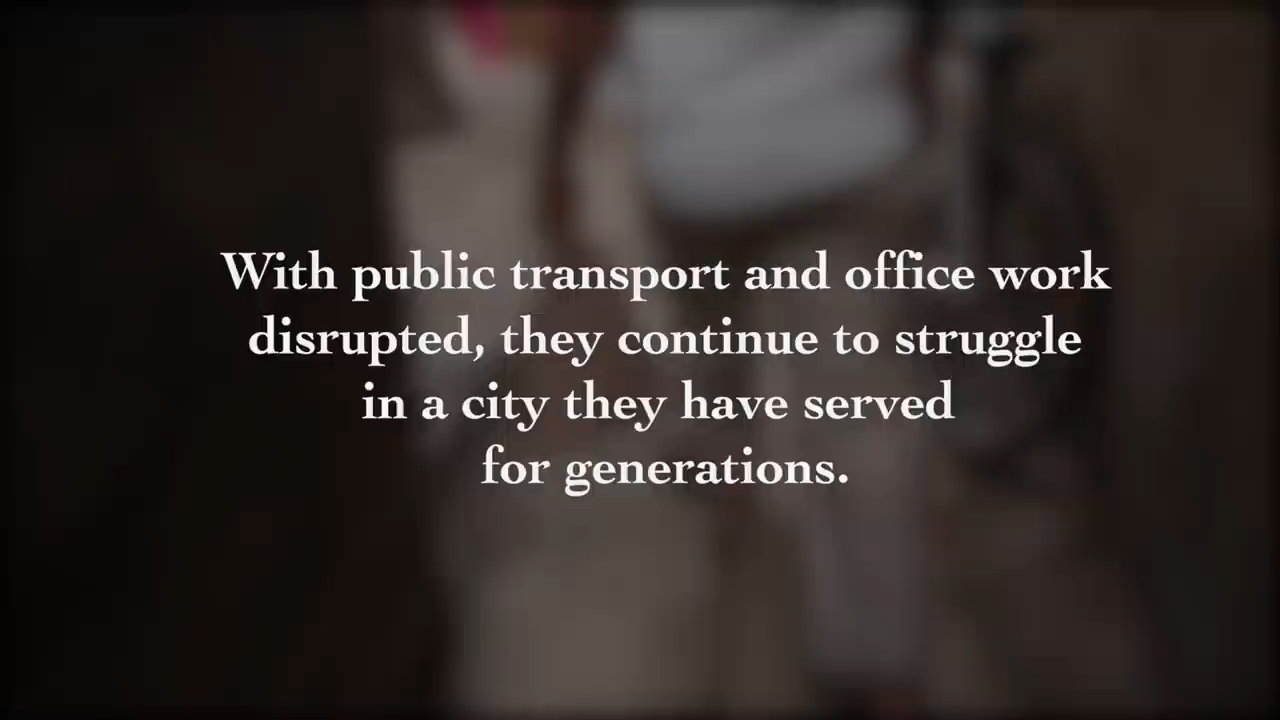 With public transport and office work
disrupted, they continue to struggle
in a city they have served
for generations.